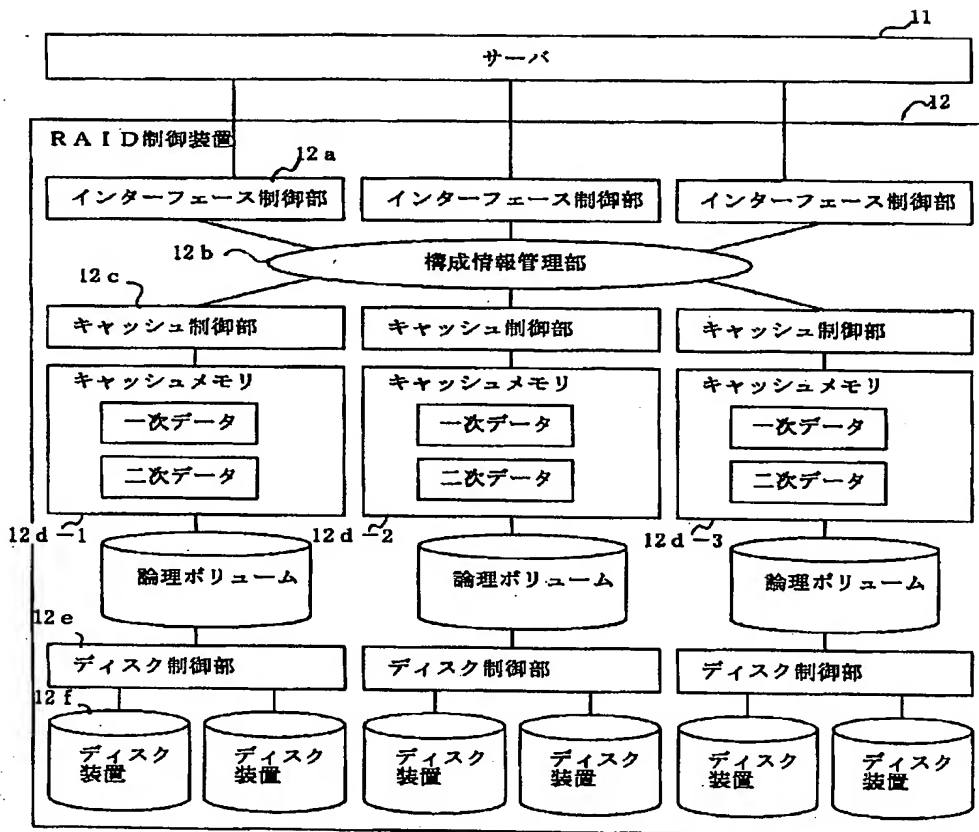 11
サーバ
12
RAID制御装置
12a
インターフェース制御部
インターフェース制御部
インターフェース制御部
12b
構成情報管理部
12c
キャッシュ制御部
キャッシュ制御部
キャッシュ制御部
キャッシュメモリ
キャッシュメモリ
キャッシュメモリ
一次データ
一次データ
一次データ
二次データ
二次データ
二次データ
12d-1
12d-2
12d-3
論理ボリューム
論理ボリューム
論理ボリューム
12e
ディスク制御部
ディスク制御部
ディスク制御部
12f
ディスク
装置
ディスク
装置
ディスク
装置
ディスク
装置
ディスク
装置
ディスク
装置